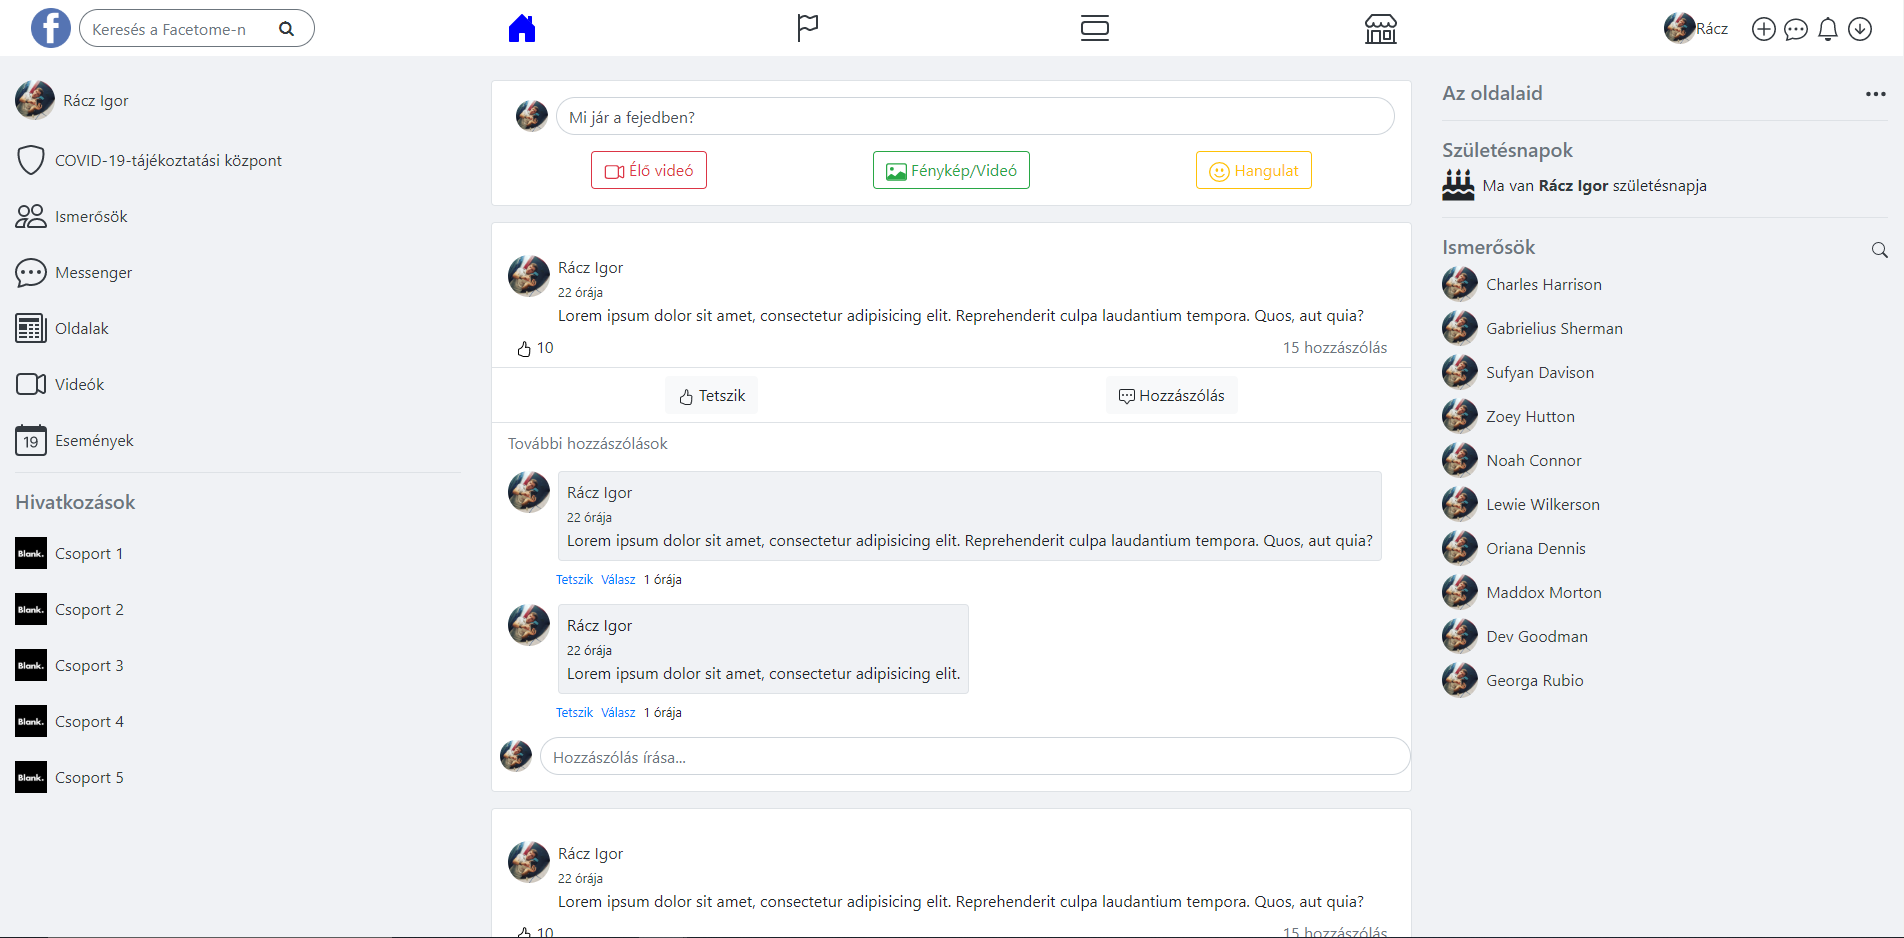 Keresés a Facetome-n
Rácz
Rácz Igor
COVID-19-tájékoztatási központ
Ismerősök
Messenger
Oldalak
Videók
19 Események
Hivatkozások
Blank. Csoport 1
Blank. Csoport 2
Blank. Csoport 3
Blank. Csoport 4
Blank. Csoport 5
Mi jár a fejedben?
Élő videó Fénykép/Videó Hangulat
Rácz Igor
22 órája
Lorem ipsum dolor sit amet, consectetur adipisicing elit. Reprehenderit culpa laudantium tempora. Quos, aut quia?
10 15 hozzászólás
Tetszik Hozzászólás
További hozzászólások
Rácz Igor
22 órája
Lorem ipsum dolor sit amet, consectetur adipisicing elit. Reprehenderit culpa laudantium tempora. Quos, aut quia?
Tetszik Válasz 1 órája
Rácz Igor
22 órája
Lorem ipsum dolor sit amet, consectetur adipisicing elit.
Tetszik Válasz 1 órája
Hozzászólás írása...
Rácz Igor
22 órája
Lorem ipsum dolor sit amet, consectetur adipisicing elit. Reprehenderit culpa laudantium tempora. Quos, aut quia?
10 15 hozzászólás
Az oldalaid
Születésnapok
Ma van Rácz Igor születésnapja
Ismerősök
Charles Harrison
Gabrielius Sherman
Sufyan Davison
Zoey Hutton
Noah Connor
Lewie Wilkerson
Oriana Dennis
Maddox Morton
Dev Goodman
Georga Rubio